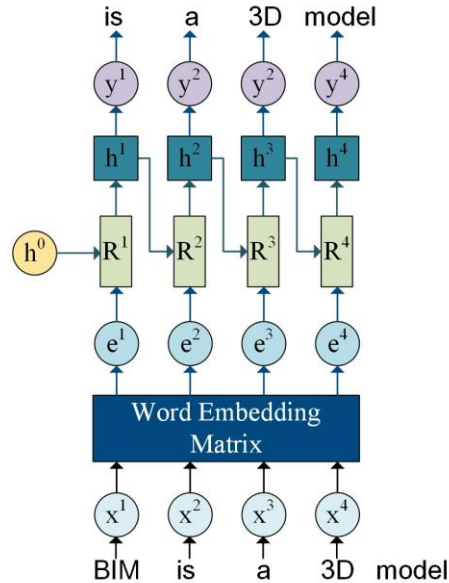 is a 3D model
y¹ y² y² y⁴
h¹ h² h³ h⁴
h⁰ R¹ R² R³ R⁴
e¹ e² e³ e⁴
Word Embedding
Matrix
x¹ x² x³ x⁴
BIM is a 3D model